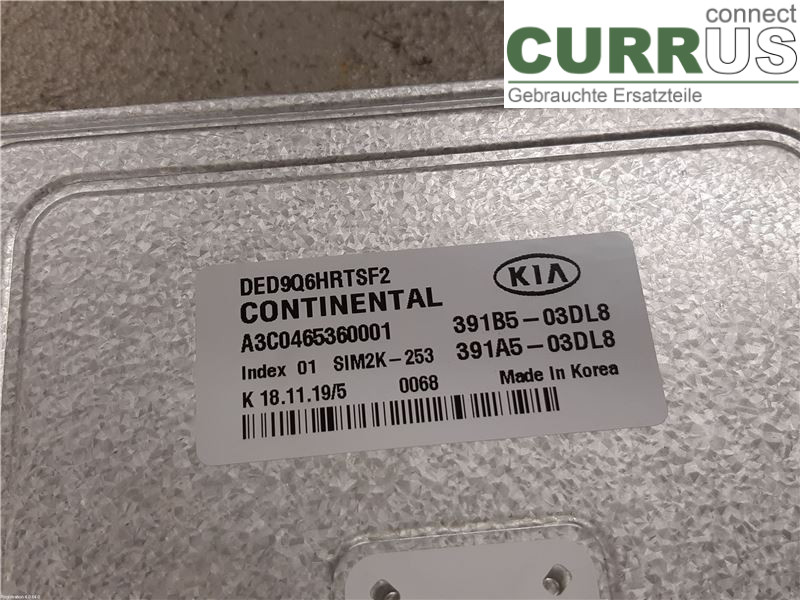 connect
CURRUS
Gebrauchte Ersatzteile
DED9Q6HRTSF2
KIA
CONTINENTAL
A3C0465360001
391B5-03DL8
Index 01 SIM2K-253
391A5-03DL8
K 18.11.19/5 0068 Made In Korea